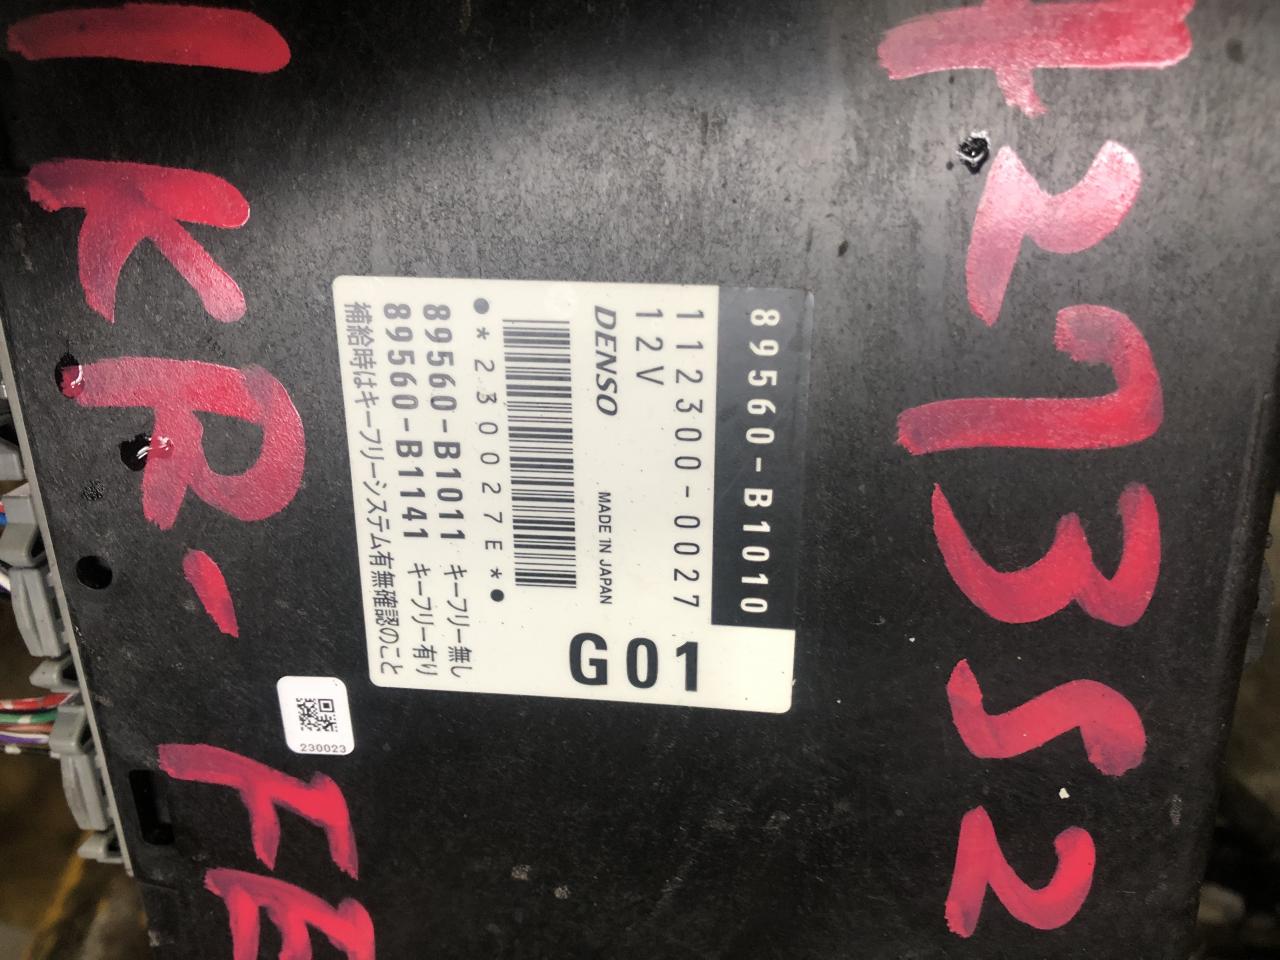 +297352
89560-B1010
112300-0027
12V
DENSO MADE IN JAPAN
G01
*230027E*
89560-B1011 キーフリー無し
89560-B1141 キーフリー有り
補給時はキーフリーシステム有無確認のこと
230023
1KR-FE